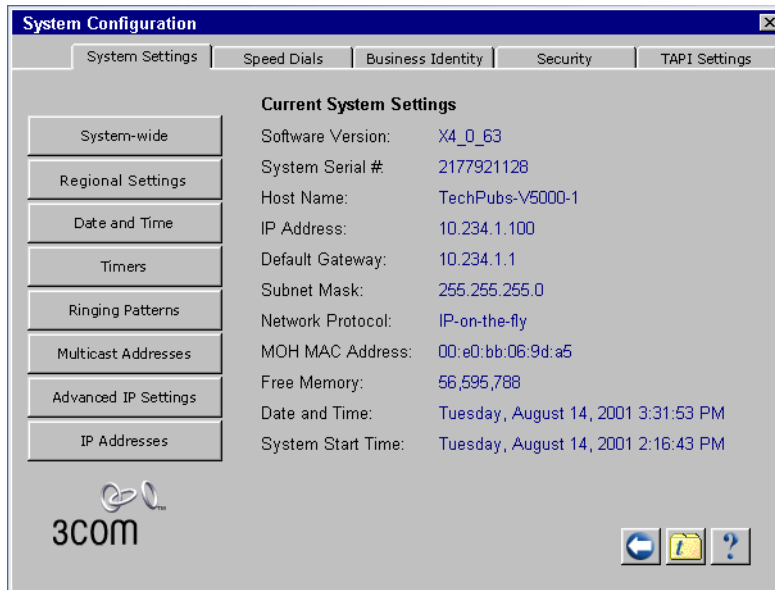 System Configuration
System Settings
Speed Dials
Business Identity
Security
TAPI Settings
Current System Settings
System-wide
Regional Settings
Date and Time
Timers
Ringing Patterns
Multicast Addresses
Advanced IP Settings
IP Addresses
Software Version: X4_0_63
System Serial #: 2177921128
Host Name: TechPubs-V5000-1
IP Address: 10.234.1.100
Default Gateway: 10.234.1.1
Subnet Mask: 255.255.255.0
Network Protocol: IP-on-the-fly
MOH MAC Address: 00:e0:bb:06:9d:a5
Free Memory: 56,595,788
Date and Time: Tuesday, August 14, 2001 3:31:53 PM
System Start Time: Tuesday, August 14, 2001 2:16:43 PM
3COM
t
?